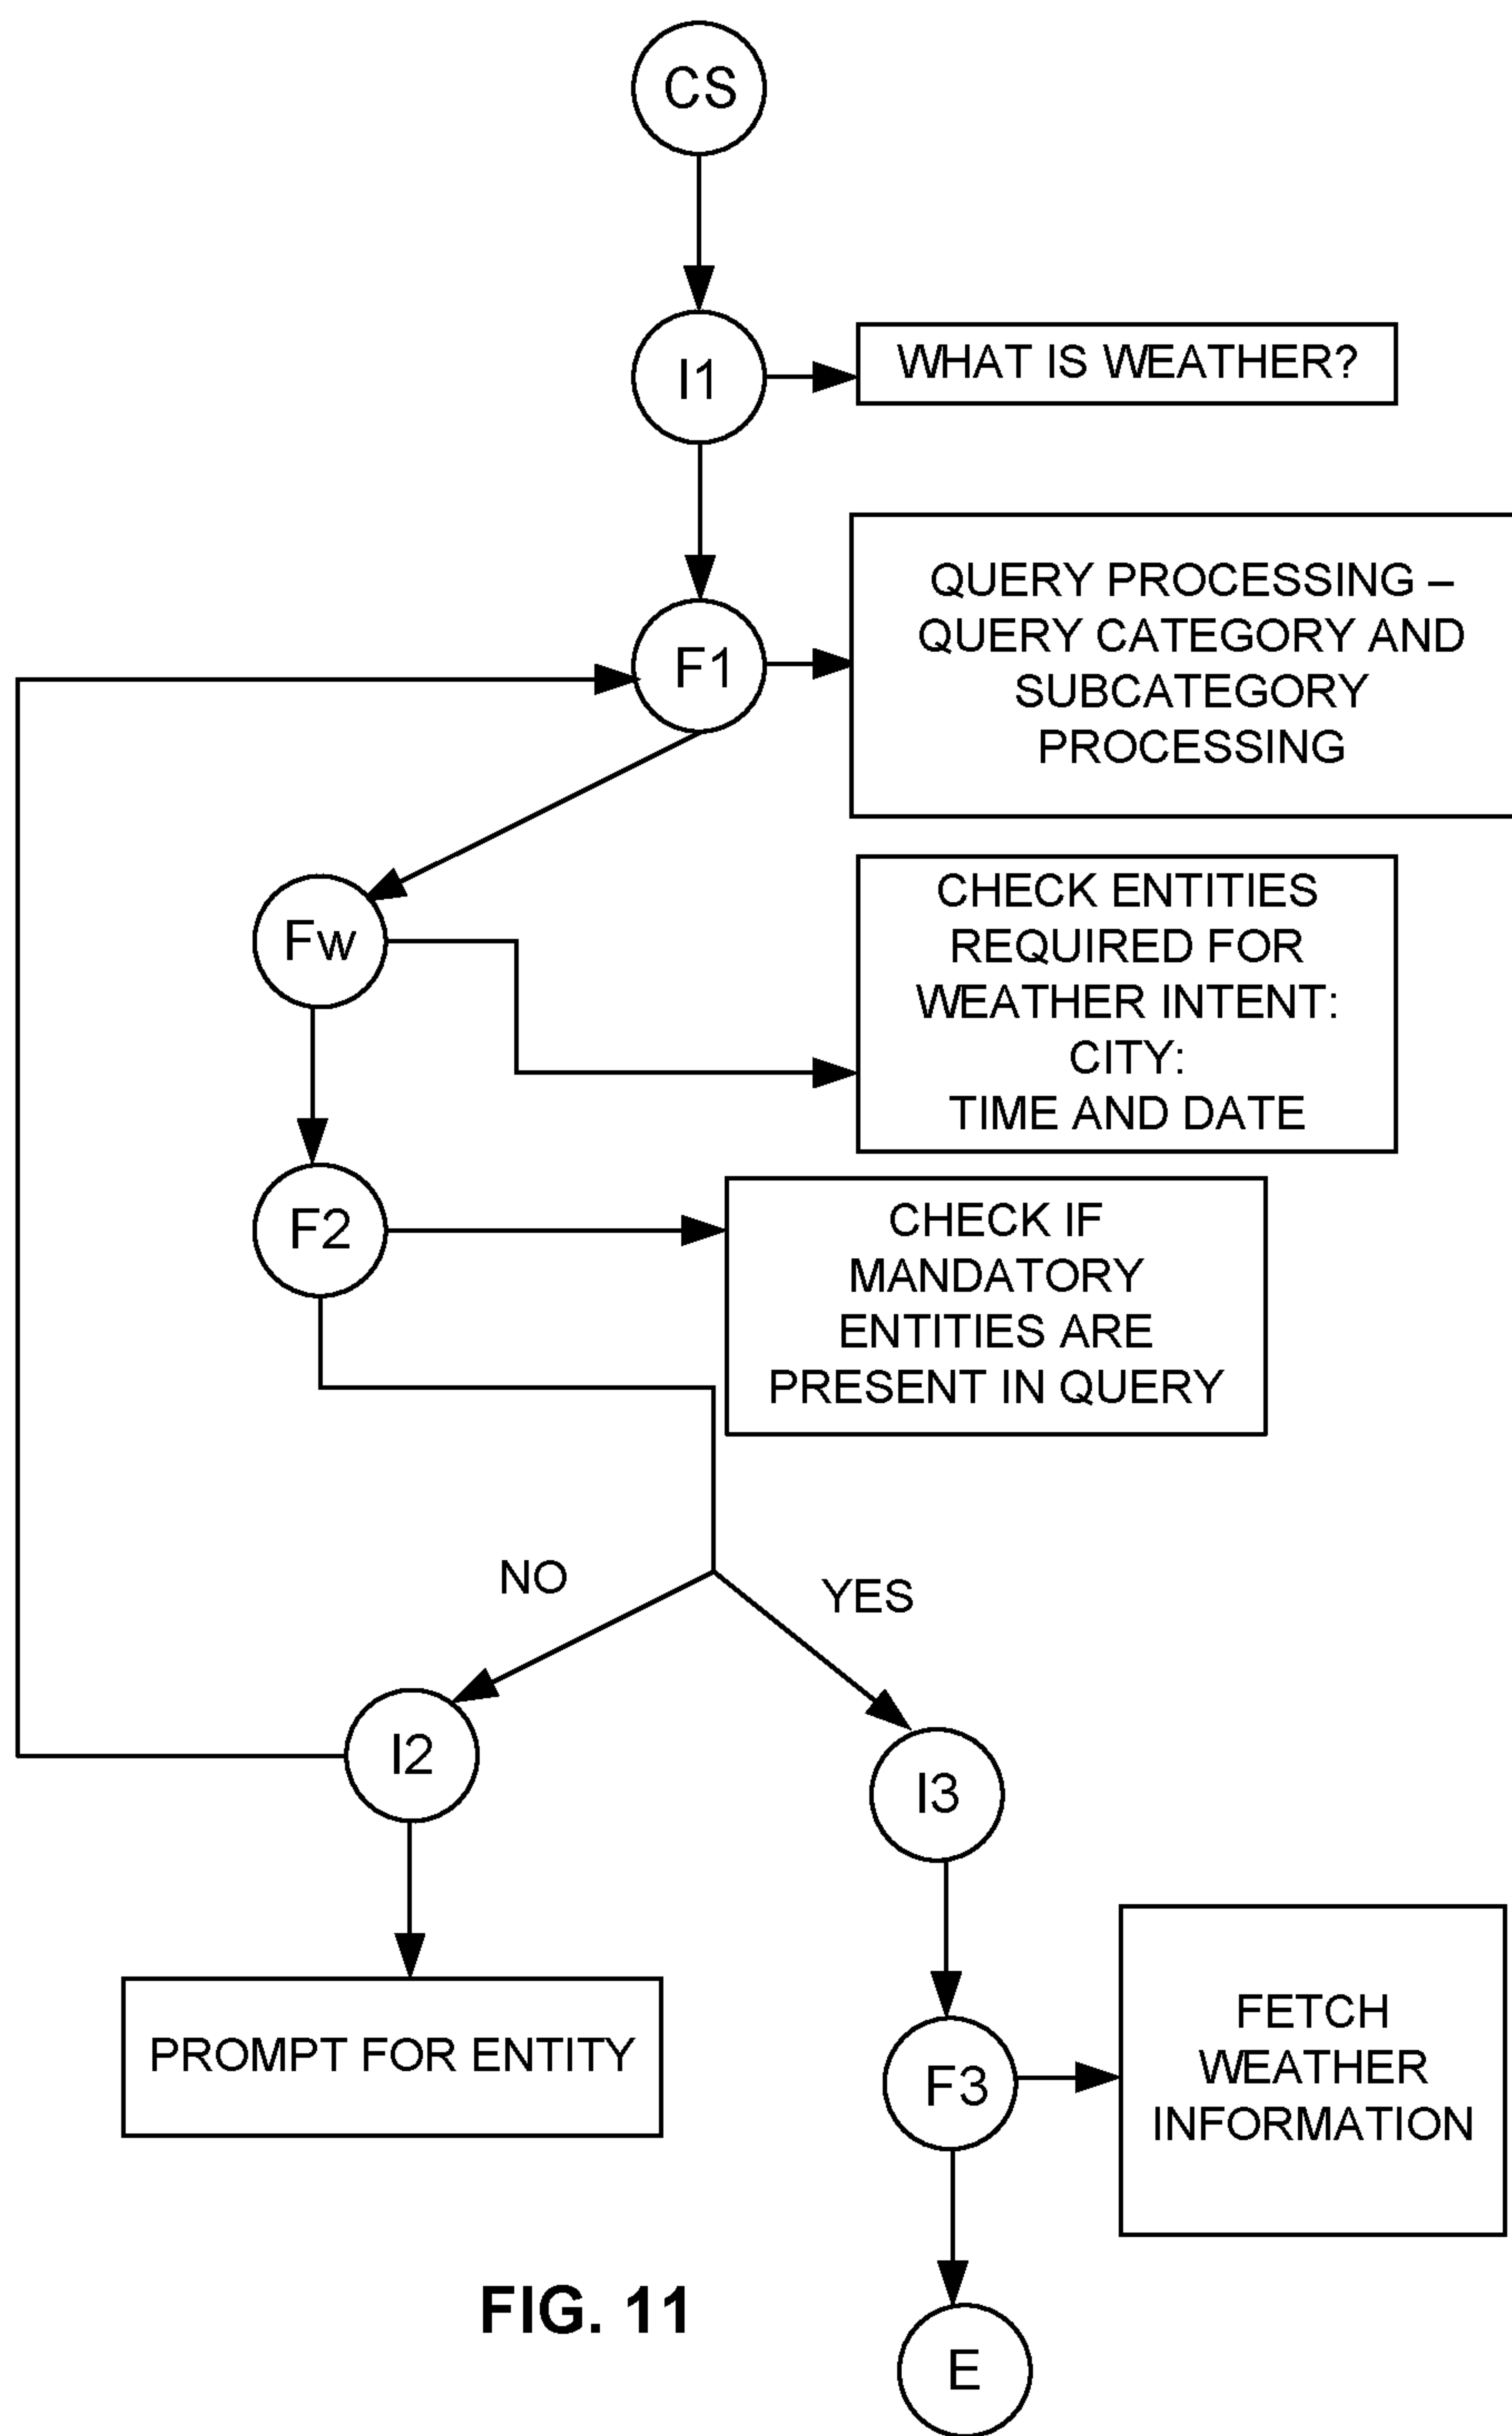 CS
I1
WHAT IS WEATHER?
F1
QUERY PROCESSING –
QUERY CATEGORY AND
SUBCATEGORY
PROCESSING
Fw
CHECK ENTITIES
REQUIRED FOR
WEATHER INTENT:
CITY:
TIME AND DATE
F2
CHECK IF
MANDATORY
ENTITIES ARE
PRESENT IN QUERY
NO
YES
I2
I3
PROMPT FOR ENTITY
F3
FETCH
WEATHER
INFORMATION
E
FIG. 11